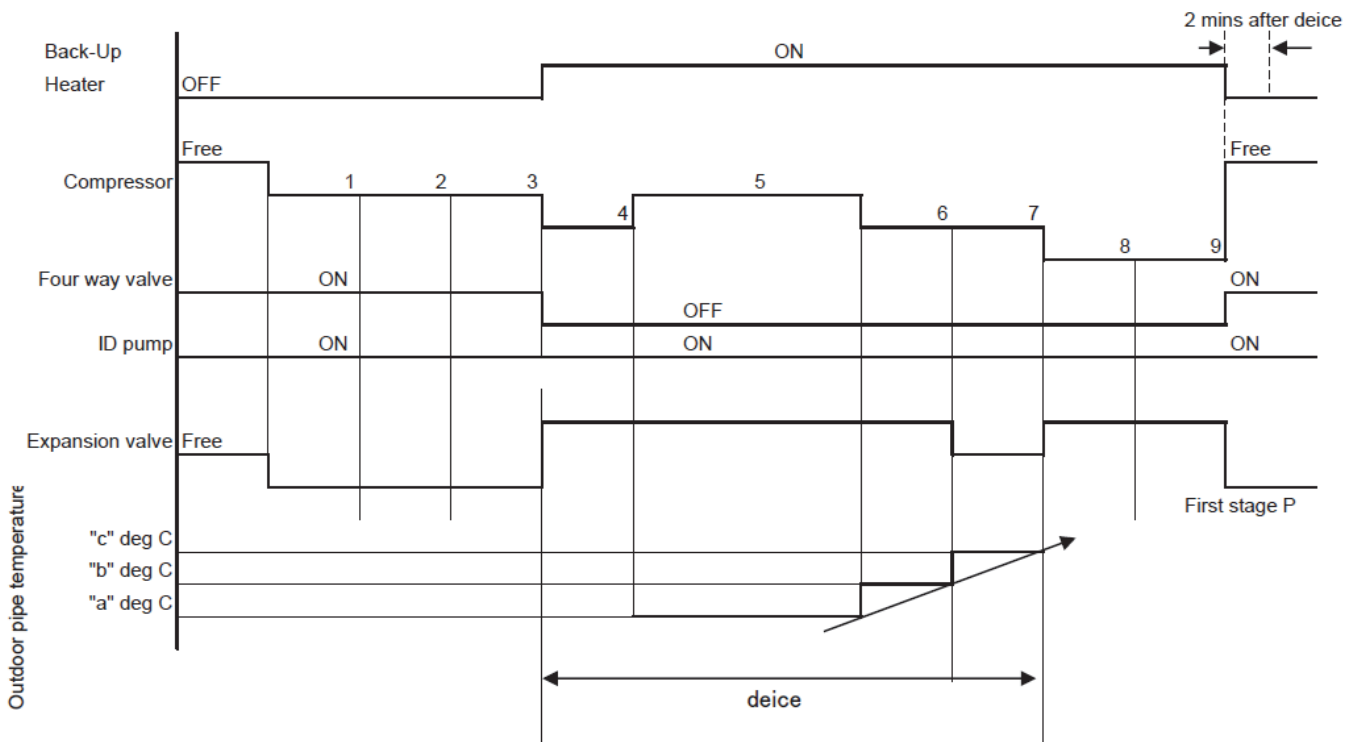 2 mins after deice
Back-Up
Heater
OFF
ON
Free
Free
Compressor
1
2
3
4
5
6
7
8
9
Four way valve
ON
OFF
ON
ID pump
ON
ON
ON
Expansion valve
Free
First stage P
Outdoor pipe temperature
"c" deg C
"b" deg C
"a" deg C
deice